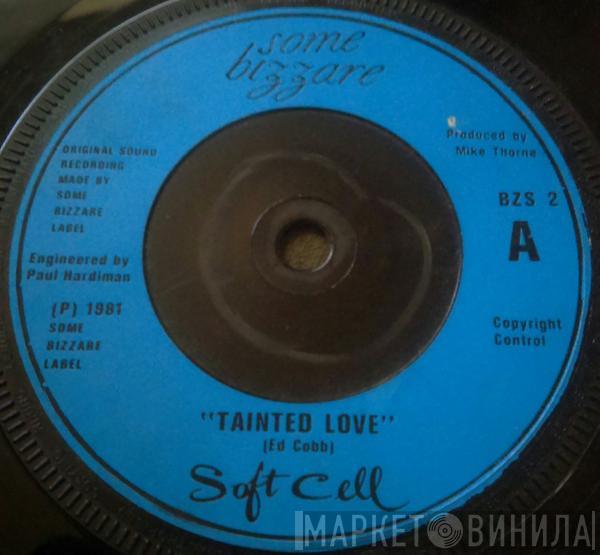 some
bizzare
ORIGINAL SOUND
RECORDING
MADE BY
SOME
BIZZARE
LABEL
Produced by
Mike Thorne
BZS 2
A
Engineered by
Paul Hardiman
(P) 1981
SOME
BIZZARE
LABEL
Copyright
Control
"TAINTED LOVE"
(Ed Cobb)
Soft Cell
МАРКЕТ ВИНИЛА!